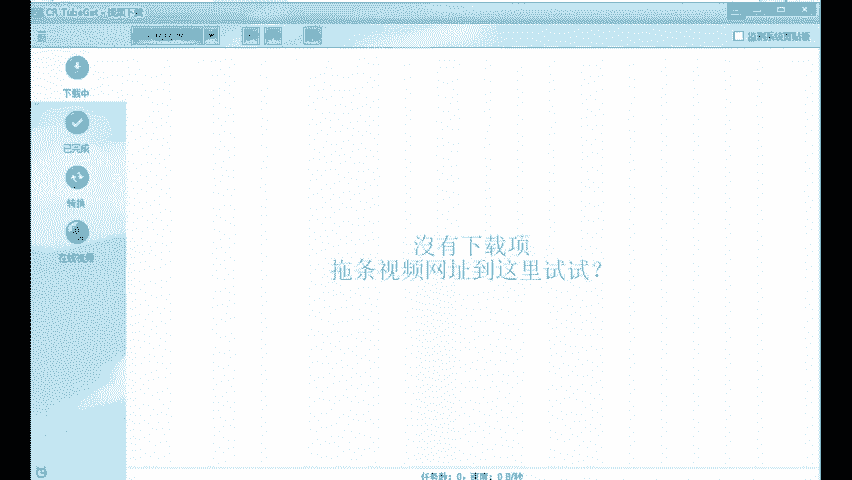 TubeGet - 视频下载
监测系统剪贴板
下载中
已完成
转换
在线视频
沒有下载项
拖条视频网址到这里试试?
任务数: 0, 速度: 0 B/秒